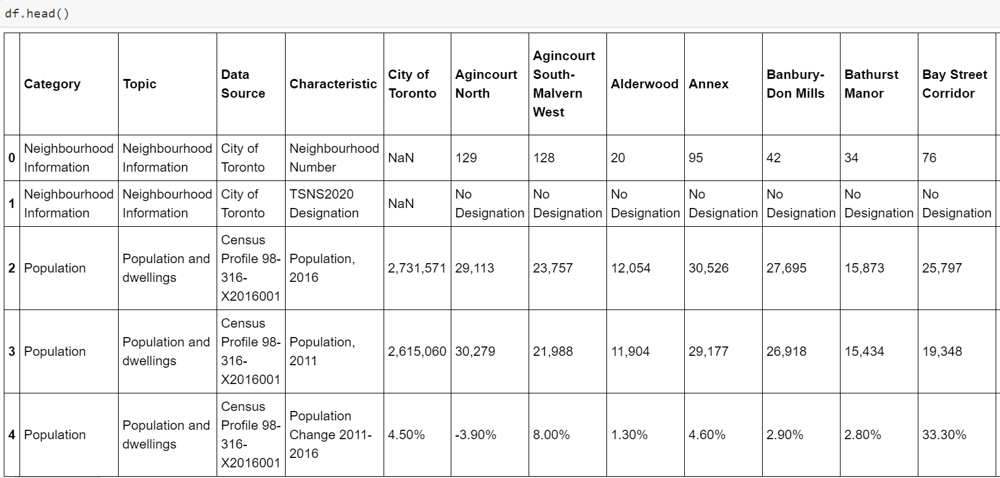 df.head()
Category Topic Data Source Characteristic City of Toronto Agincourt North Agincourt South-Malvern West Alderwood Annex Banbury-Don Mills Bathurst Manor Bay Street Corridor
0 Neighbourhood Information Neighbourhood Information City of Toronto Neighbourhood Number NaN 129 128 20 95 42 34 76
1 Neighbourhood Information Neighbourhood Information City of Toronto TSNS2020 Designation NaN No Designation No Designation No Designation No Designation No Designation No Designation No Designation
2 Population Population and dwellings Census Profile 98-316-X2016001 Population, 2016 2,731,571 29,113 23,757 12,054 30,526 27,695 15,873 25,797
3 Population Population and dwellings Census Profile 98-316-X2016001 Population, 2011 2,615,060 30,279 21,988 11,904 29,177 26,918 15,434 19,348
4 Population Population and dwellings Census Profile 98-316-X2016001 Population Change 2011-2016 4.50% -3.90% 8.00% 1.30% 4.60% 2.90% 2.80% 33.30%